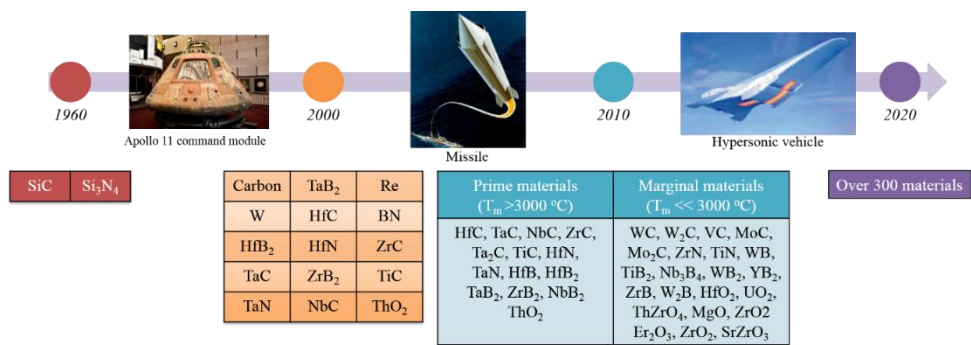 1960
Apollo 11 command module
2000
Missile
2010
Hypersonic vehicle
2020
SiC Si₃N₄
Carbon TaB₂ Re
W HfC BN
HfB₂ HfN ZrC
TaC ZrB₂ TiC
TaN NbC ThO₂
Prime materials
(Tₘ >3000 °C)
HfC, TaC, NbC, ZrC,
Ta₂C, TiC, HfN,
TaN, HfB, HfB₂
TaB₂, ZrB₂, NbB₂
ThO₂
Marginal materials
(Tₘ << 3000 °C)
WC, W₂C, VC, MoC,
Mo₂C, ZrN, TiN, WB,
TiB₂, Nb₃B₄, WB₂, YB₂,
ZrB, W₂B, HfO₂, UO₂,
ThZrO₄, MgO, ZrO2
Er₂O₃, ZrO₂, SrZrO₃
Over 300 materials